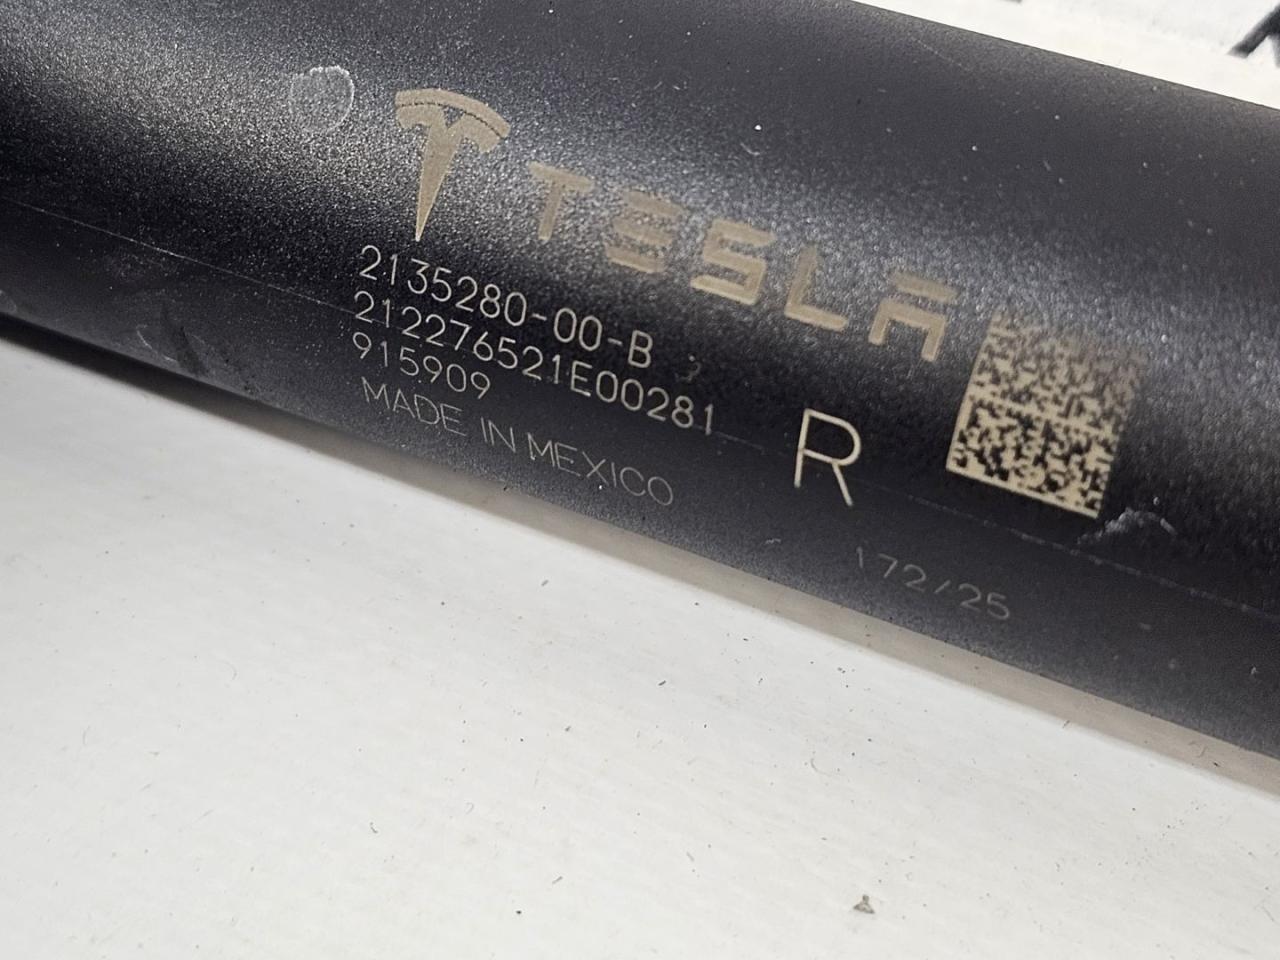 TESLA
2135280-00-B
212276521E00281
915909
MADE IN MEXICO
R
172/25